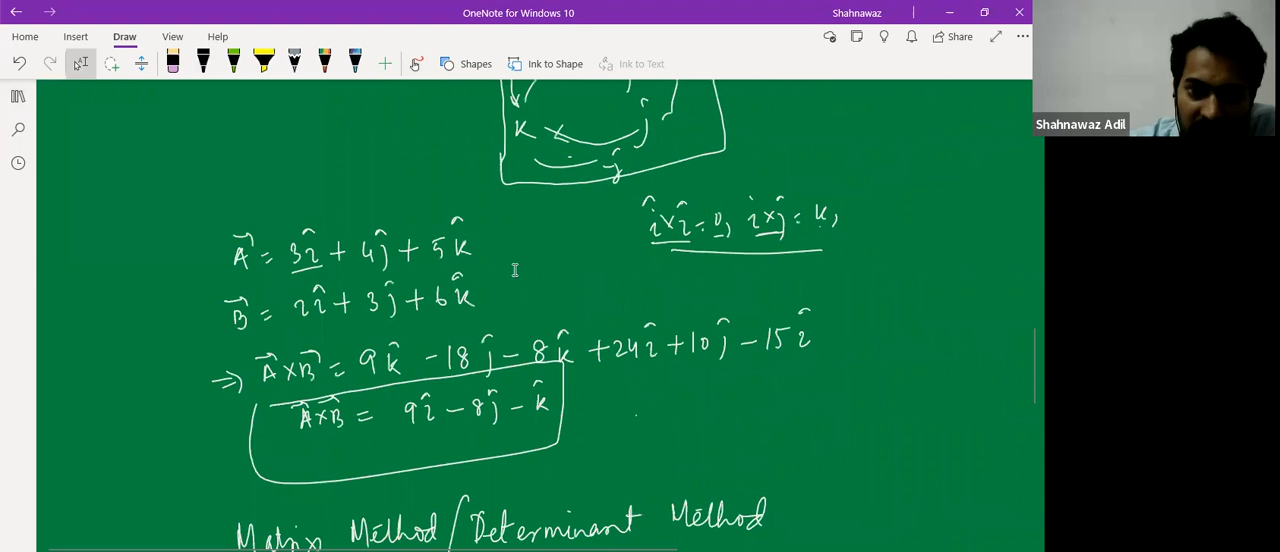 OneNote for Windows 10
Shahnawaz
Home Insert Draw View Help
Share
Shapes Ink to Shape Ink to Text
Shahnawaz Adil
k ĵ
-ĵ
î×î = 0, i×ĵ = k,
A⃗ = 3î + 4ĵ + 5k̂
B⃗ = 2î + 3ĵ + 6k̂
⇒ A⃗×B⃗ = 9k̂ - 18ĵ - 8k̂ + 24î + 10ĵ - 15î
A⃗×B⃗ = 9î - 8ĵ - k̂
Matrix Method / Determinant Method